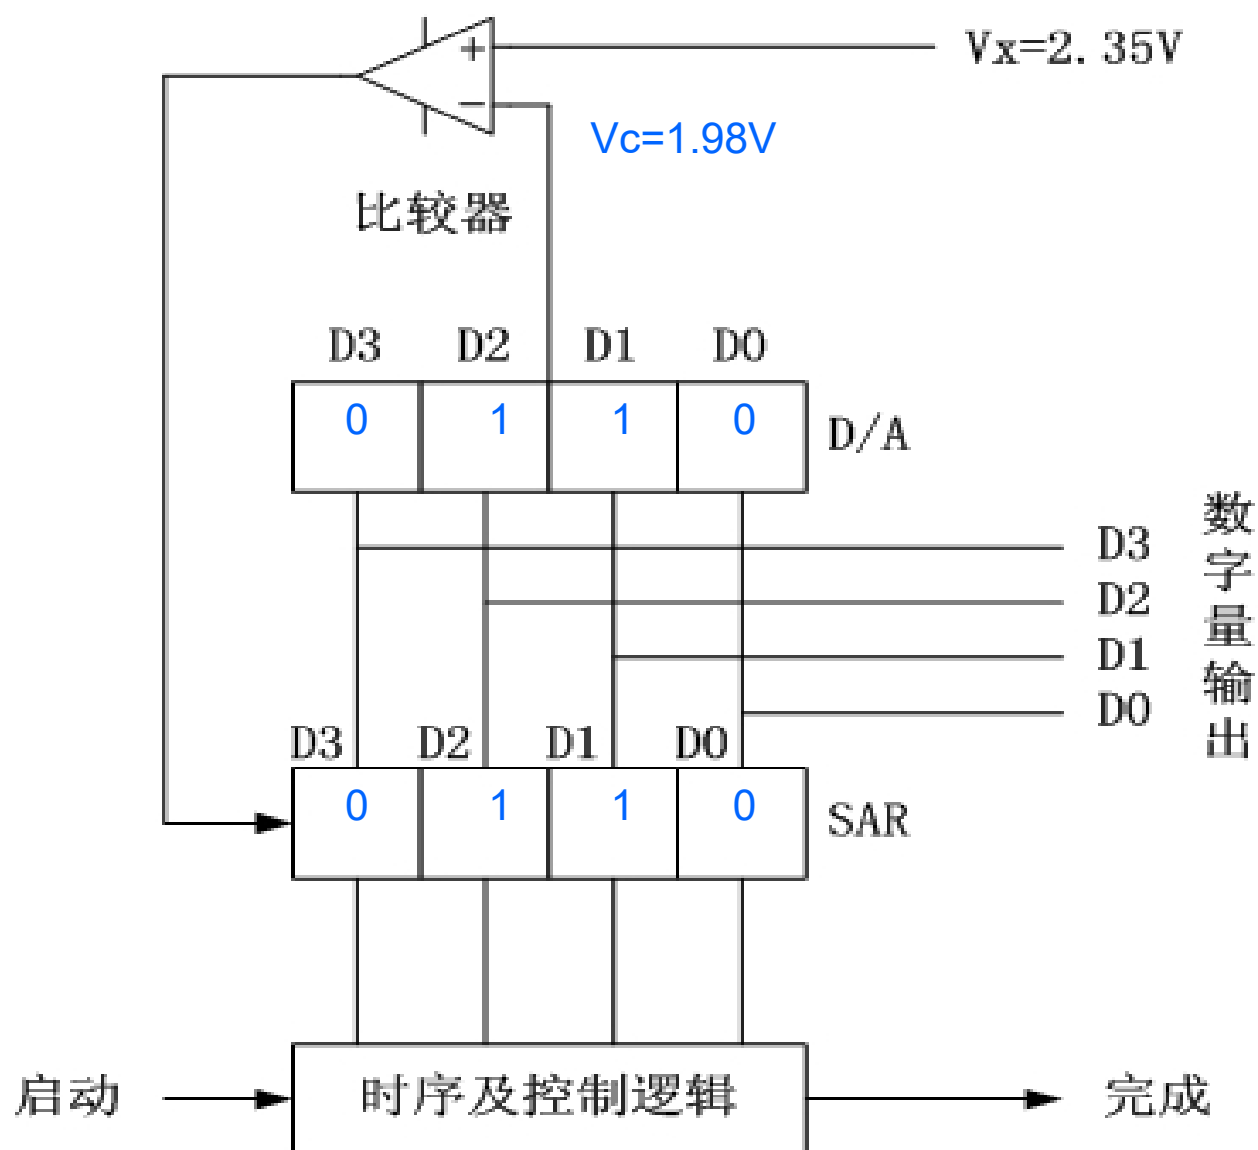 +
Vx=2.35V
−
Vc=1.98V
比较器
D3 D2 D1 D0
0 1 1 0 D/A
数字量输出
D3
D2
D1
D0
D3 D2 D1 D0
0 1 1 0 SAR
启动 时序及控制逻辑 完成